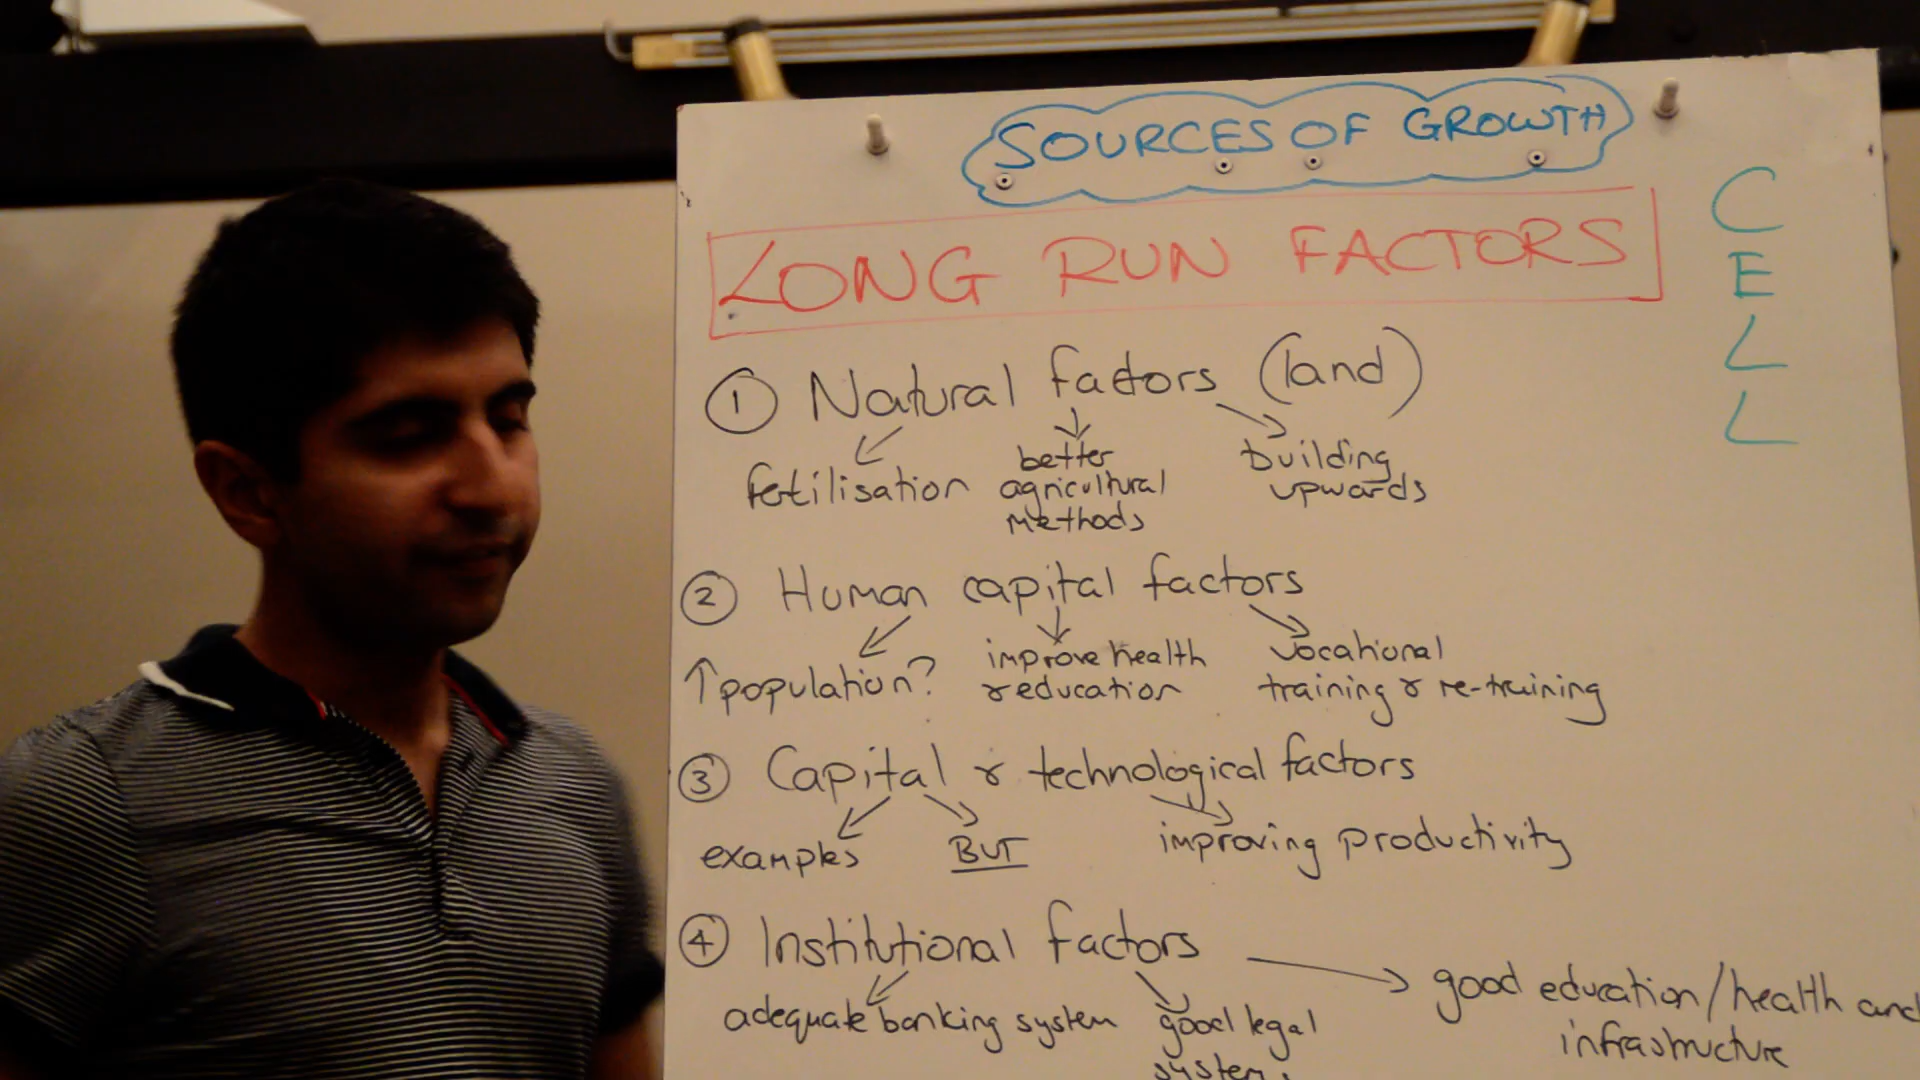 SOURCES OF GROWTH
LONG RUN FACTORS
C
E
L
L
① Natural factors (land)
fertilisation
better
agricultural
methods
building
upwards
② Human capital factors
↑ population?
improve health
& education
vocational
training & re-training
③ Capital & technological factors
examples
BUT
improving productivity
④ Institutional factors
adequate banking system
good legal
system
good education/health and
infrastructure